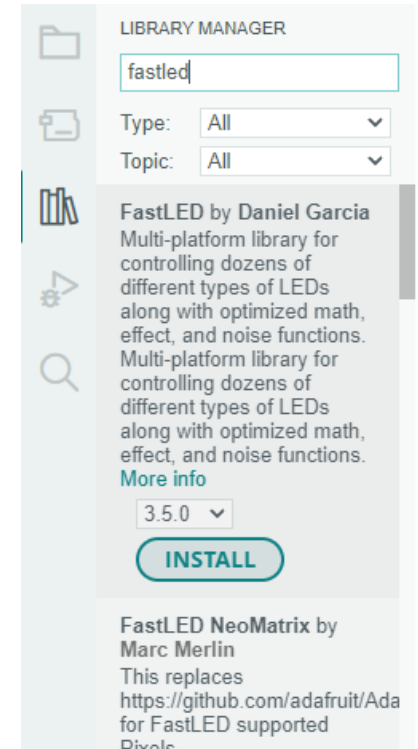 LIBRARY MANAGER
fastled
Type: All
Topic: All
FastLED by Daniel Garcia
Multi-platform library for
controlling dozens of
different types of LEDs
along with optimized math,
effect, and noise functions.
Multi-platform library for
controlling dozens of
different types of LEDs
along with optimized math,
effect, and noise functions.
More info
3.5.0
INSTALL
FastLED NeoMatrix by
Marc Merlin
This replaces
https://github.com/adafruit/Ada
for FastLED supported
Pixels